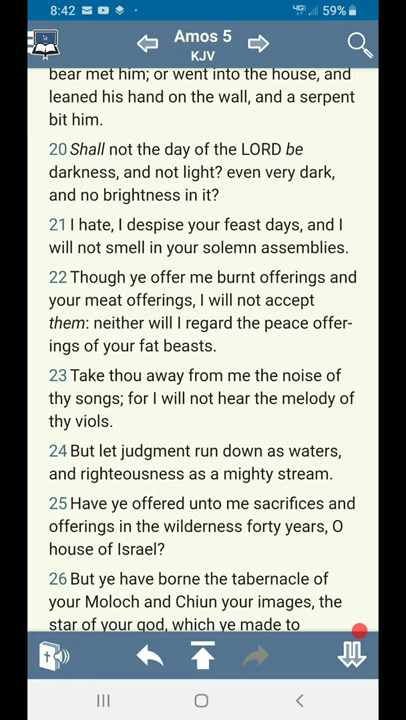 8:42 59%
Amos 5
KJV
bear met him; or went into the house, and
leaned his hand on the wall, and a serpent
bit him.
20 Shall not the day of the LORD be
darkness, and not light? even very dark,
and no brightness in it?
21 I hate, I despise your feast days, and I
will not smell in your solemn assemblies.
22 Though ye offer me burnt offerings and
your meat offerings, I will not accept
them: neither will I regard the peace offer-
ings of your fat beasts.
23 Take thou away from me the noise of
thy songs; for I will not hear the melody of
thy viols.
24 But let judgment run down as waters,
and righteousness as a mighty stream.
25 Have ye offered unto me sacrifices and
offerings in the wilderness forty years, O
house of Israel?
26 But ye have borne the tabernacle of
your Moloch and Chiun your images, the
star of your god, which ye made to